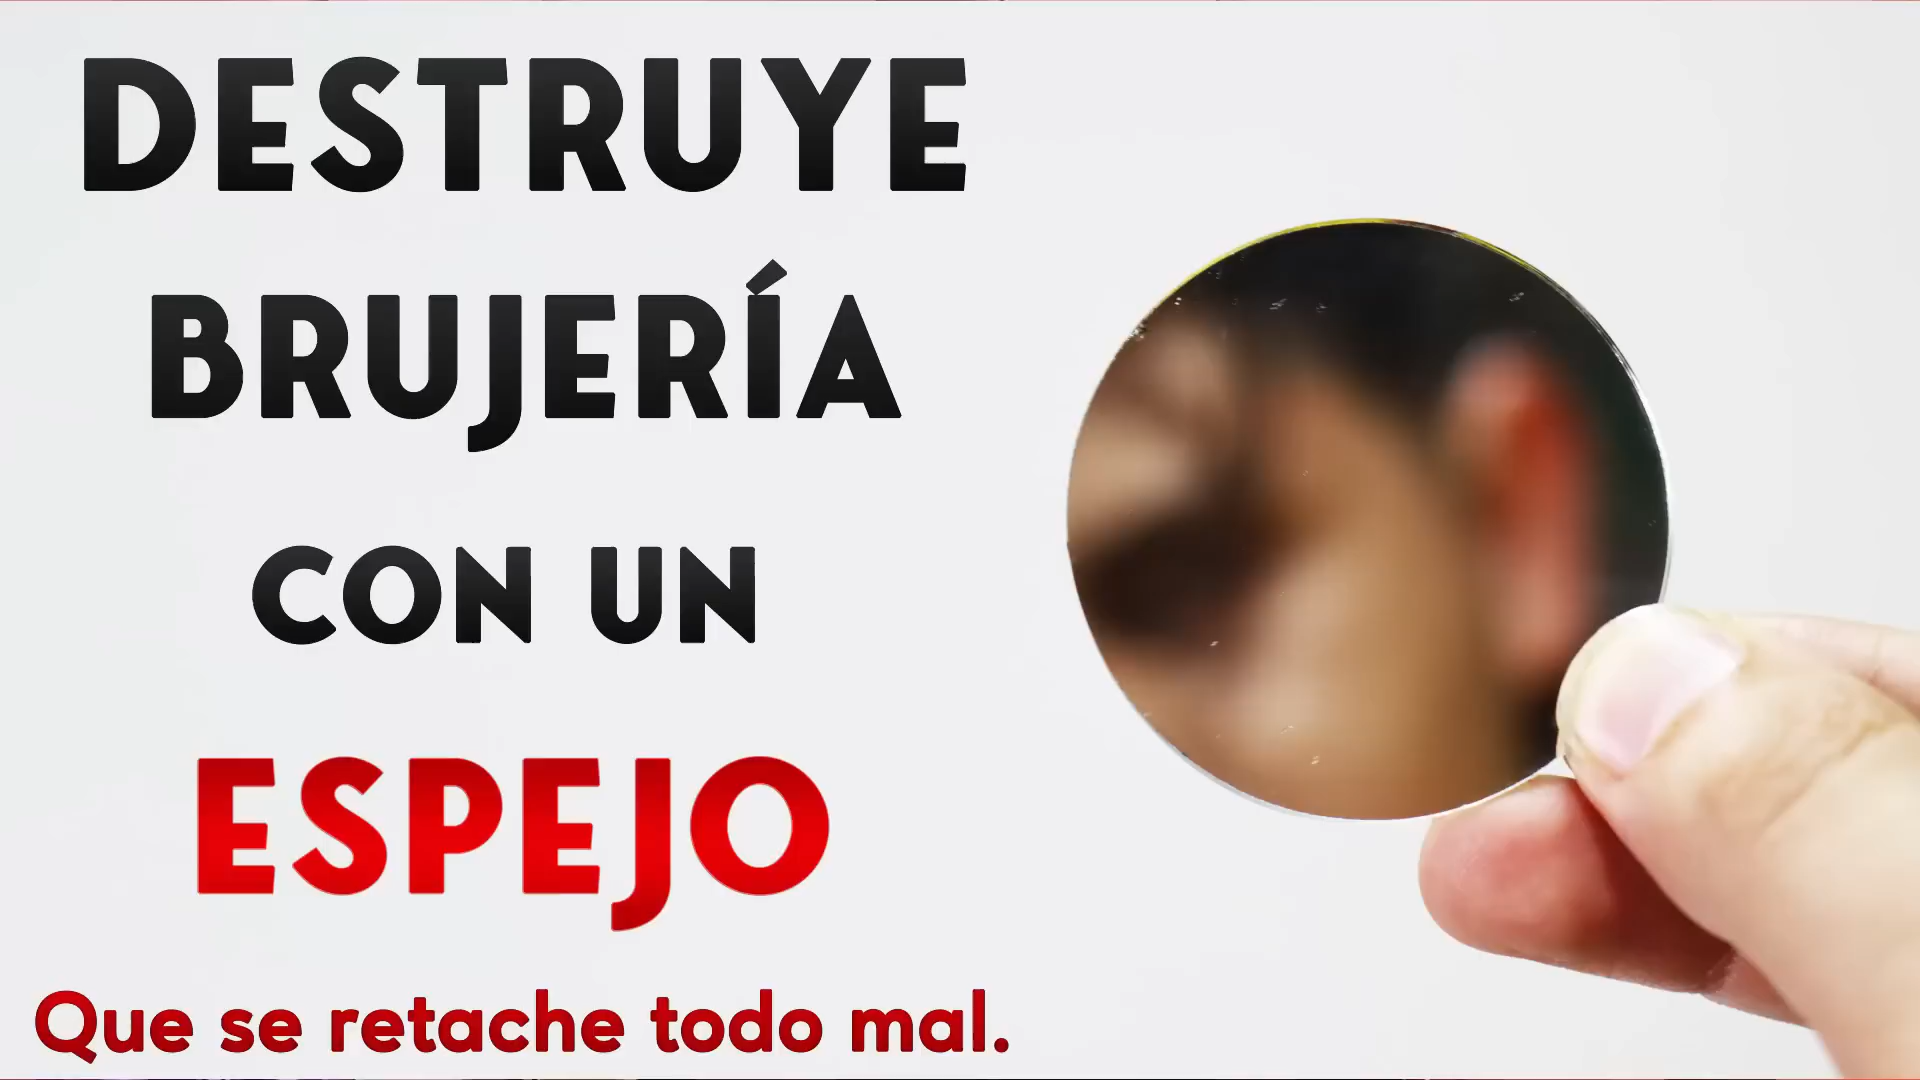 DESTRUYE
BRUJERÍA
CON UN
ESPEJO
Que se retache todo mal.